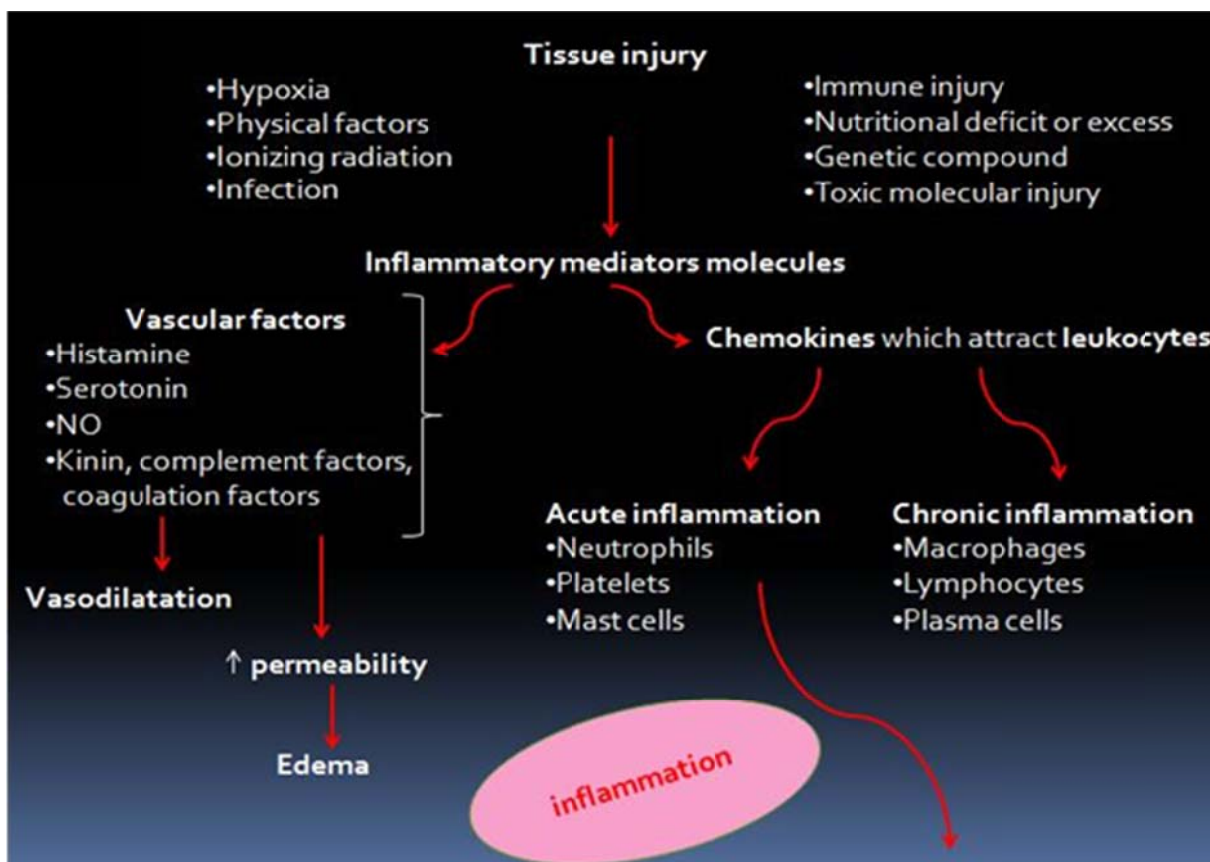 Tissue injury
•Hypoxia
•Physical factors
•Ionizing radiation
•Infection
•Immune injury
•Nutritional deficit or excess
•Genetic compound
•Toxic molecular injury
Inflammatory mediators molecules
Vascular factors
•Histamine
•Serotonin
•NO
•Kinin, complement factors,
coagulation factors
Vasodilatation
↑ permeability
Edema
Chemokines which attract leukocytes
Acute inflammation
•Neutrophils
•Platelets
•Mast cells
Chronic inflammation
•Macrophages
•Lymphocytes
•Plasma cells
inflammation